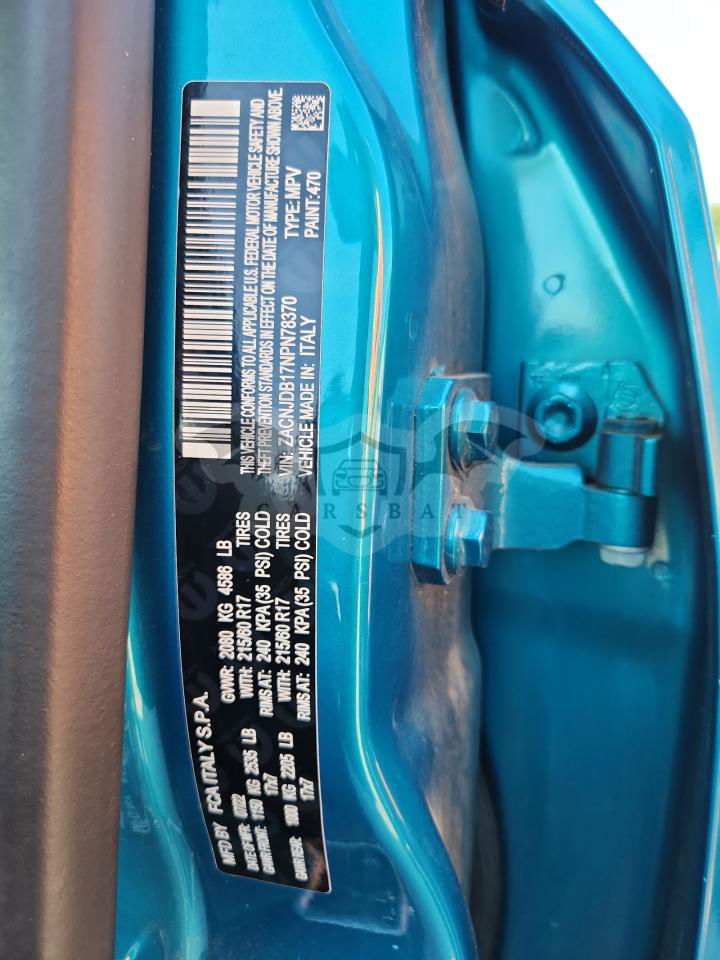 MFD BY FCA ITALY S.P.A.
DATE OF MFR: 07/22 GVWR: 2080 KG 4586 LB
GAWR FRONT: 1150 KG 2535 LB WITH: 215/60 R17 TIRES
17x7 RIMS AT: 240 KPA(35 PSI) COLD
GAWR REAR: 1000 KG 2205 LB WITH: 215/60 R17 TIRES
17x7 RIMS AT: 240 KPA(35 PSI) COLD
THIS VEHICLE CONFORMS TO ALL APPLICABLE U.S. FEDERAL MOTOR VEHICLE SAFETY AND
THEFT PREVENTION STANDARDS IN EFFECT ON THE DATE OF MANUFACTURE SHOWN ABOVE.
VIN: ZACNJDB17NPN78370 TYPE: MPV
VEHICLE MADE IN: ITALY PAINT: 470
RSBA